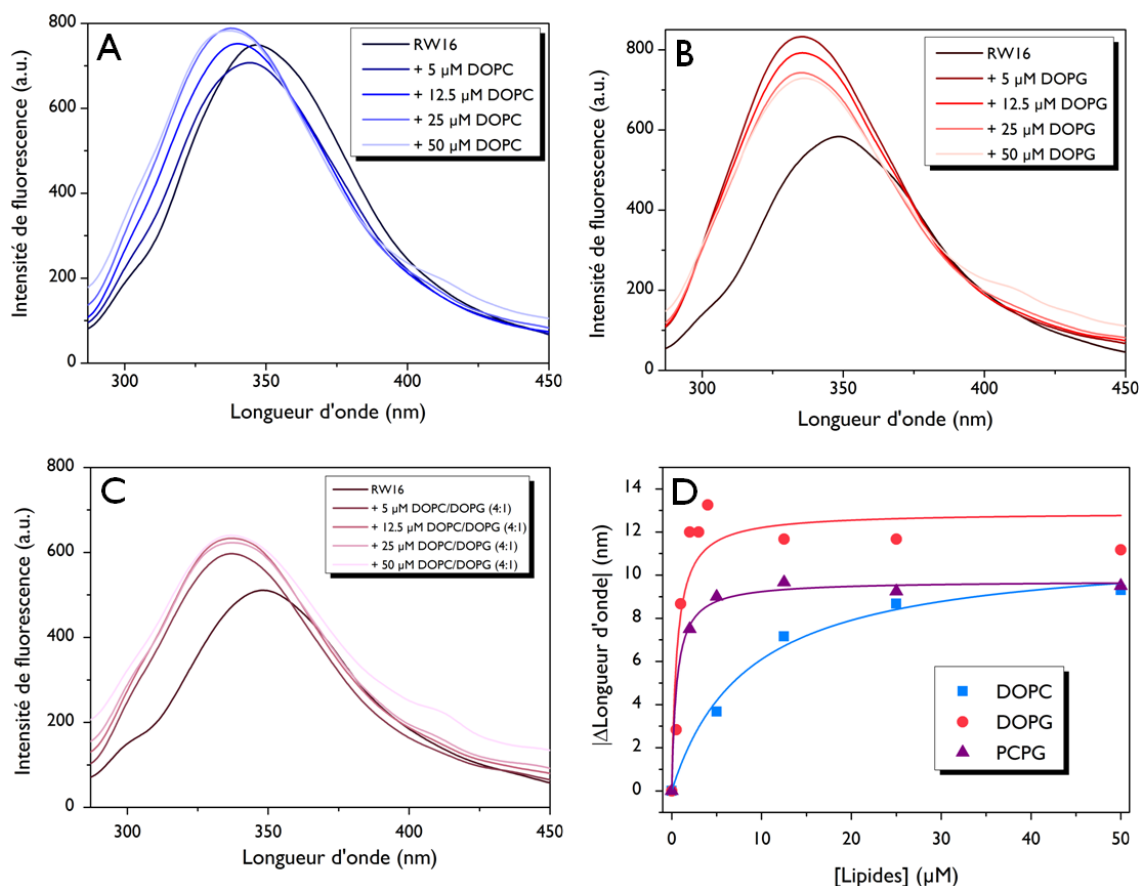 A
Intensité de fluorescence (a.u.)
800
600
400
200
0
300
350
400
450
Longueur d'onde (nm)
RW16
+ 5 µM DOPC
+ 12.5 µM DOPC
+ 25 µM DOPC
+ 50 µM DOPC
B
Intensité de fluorescence (a.u.)
800
600
400
200
0
300
350
400
450
Longueur d'onde (nm)
RW16
+ 5 µM DOPG
+ 12.5 µM DOPG
+ 25 µM DOPG
+ 50 µM DOPG
C
Intensité de fluorescence (a.u.)
800
600
400
200
0
300
350
400
450
Longueur d'onde (nm)
RW16
+ 5 µM DOPC/DOPG (4:1)
+ 12.5 µM DOPC/DOPG (4:1)
+ 25 µM DOPC/DOPG (4:1)
+ 50 µM DOPC/DOPG (4:1)
D
|ΔLongueur d'onde| (nm)
14
12
10
8
6
4
2
0
0
10
20
30
40
50
[Lipides] (µM)
DOPC
DOPG
PCPG